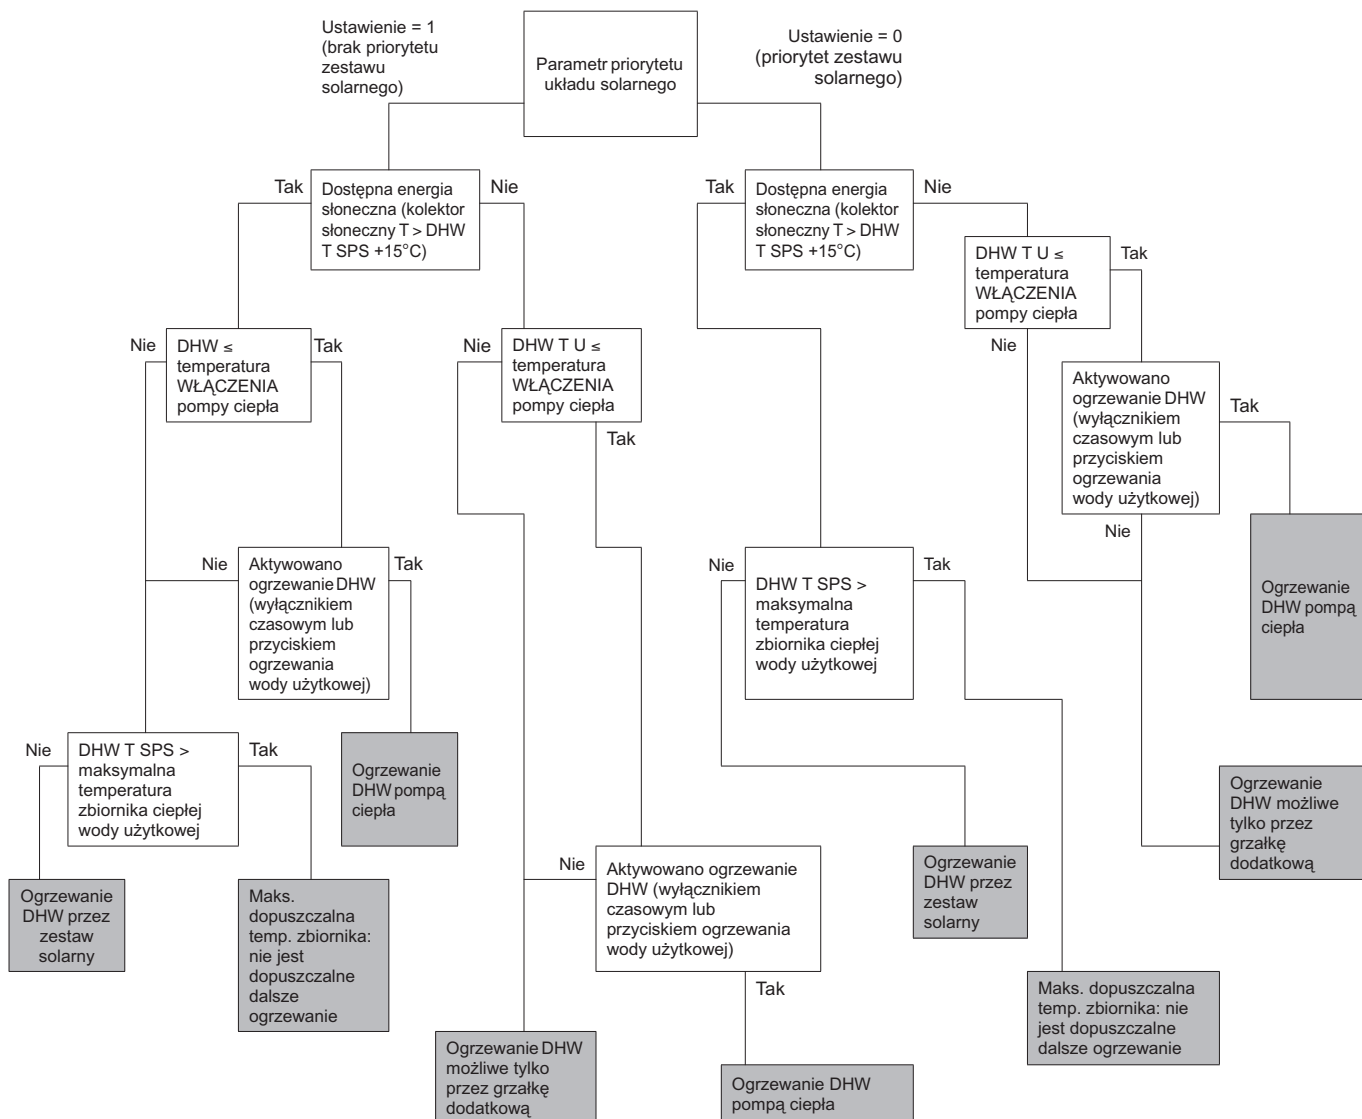 Ustawienie = 1
(brak priorytetu
zestawu
solarnego)
Parametr priorytetu
układu solarnego
Ustawienie = 0
(priorytet zestawu
solarnego)
Tak
Dostępna energia
słoneczna (kolektor
słoneczny T > DHW
T SPS +15°C)
Nie
Tak
Dostępna energia
słoneczna (kolektor
słoneczny T > DHW
T SPS +15°C)
Nie
DHW T U ≤
temperatura
WŁĄCZENIA
pompy ciepła
Tak
Nie
Nie
DHW ≤
temperatura
WŁĄCZENIA
pompy ciepła
Tak
Nie
DHW T U ≤
temperatura
WŁĄCZENIA
pompy ciepła
Tak
Aktywowano
ogrzewanie DHW
(wyłącznikiem
czasowym lub
przyciskiem
ogrzewania
wody użytkowej)
Tak
Nie
Nie
Aktywowano
ogrzewanie DHW
(wyłącznikiem
czasowym lub
przyciskiem
ogrzewania
wody użytkowej)
Tak
Nie
DHW T SPS >
maksymalna
temperatura
zbiornika ciepłej
wody użytkowej
Tak
Ogrzewanie
DHW pompą
ciepła
Nie
DHW T SPS >
maksymalna
temperatura
zbiornika ciepłej
wody użytkowej
Tak
Ogrzewanie
DHW pompą
ciepła
Ogrzewanie
DHW możliwe
tylko przez
grzałkę
dodatkową
Nie
Aktywowano ogrzewanie
DHW (wyłącznikiem
czasowym lub
przyciskiem ogrzewania
wody użytkowej)
Tak
Ogrzewanie
DHW przez
zestaw
solarny
Ogrzewanie
DHW przez
zestaw
solarny
Maks.
dopuszczalna
temp. zbiornika:
nie jest
dopuszczalne
dalsze
ogrzewanie
Maks. dopuszczalna
temp. zbiornika: nie
jest dopuszczalne
dalsze ogrzewanie
Ogrzewanie DHW
możliwe tylko
przez grzałkę
dodatkową
Ogrzewanie DHW
pompą ciepła